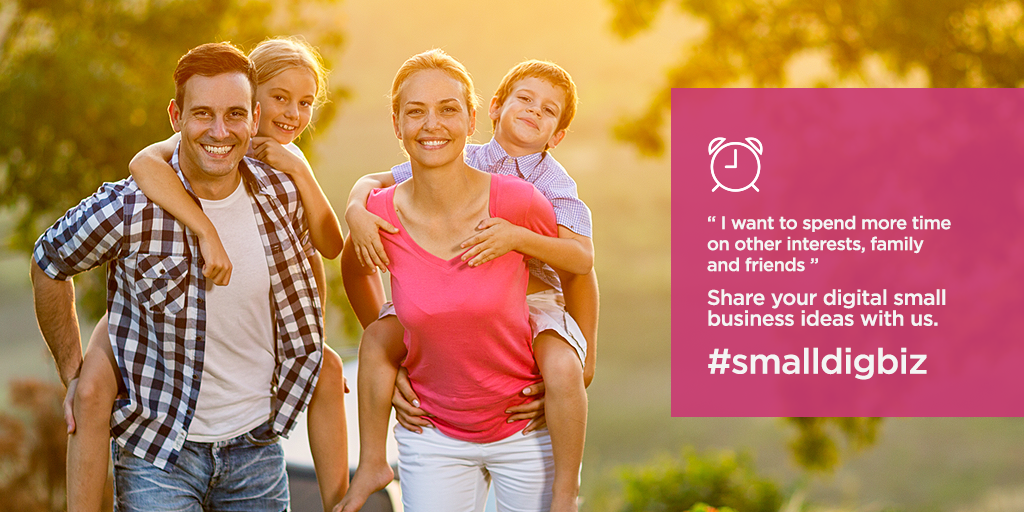 “ I want to spend more time
on other interests, family
and friends ”
Share your digital small
business ideas with us.
#smalldigbiz